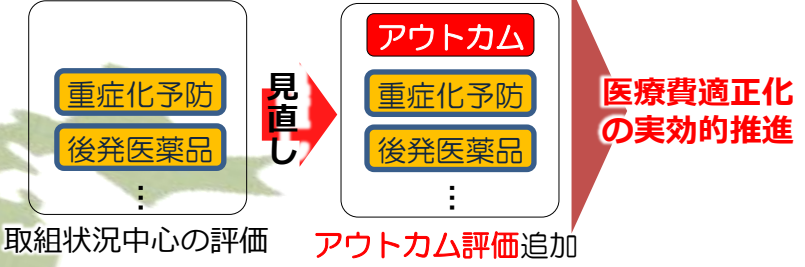 重症化予防
後発医薬品
⋮
取組状況中心の評価
見直し
アウトカム
重症化予防
後発医薬品
⋮
アウトカム評価追加
医療費適正化
の実効的推進